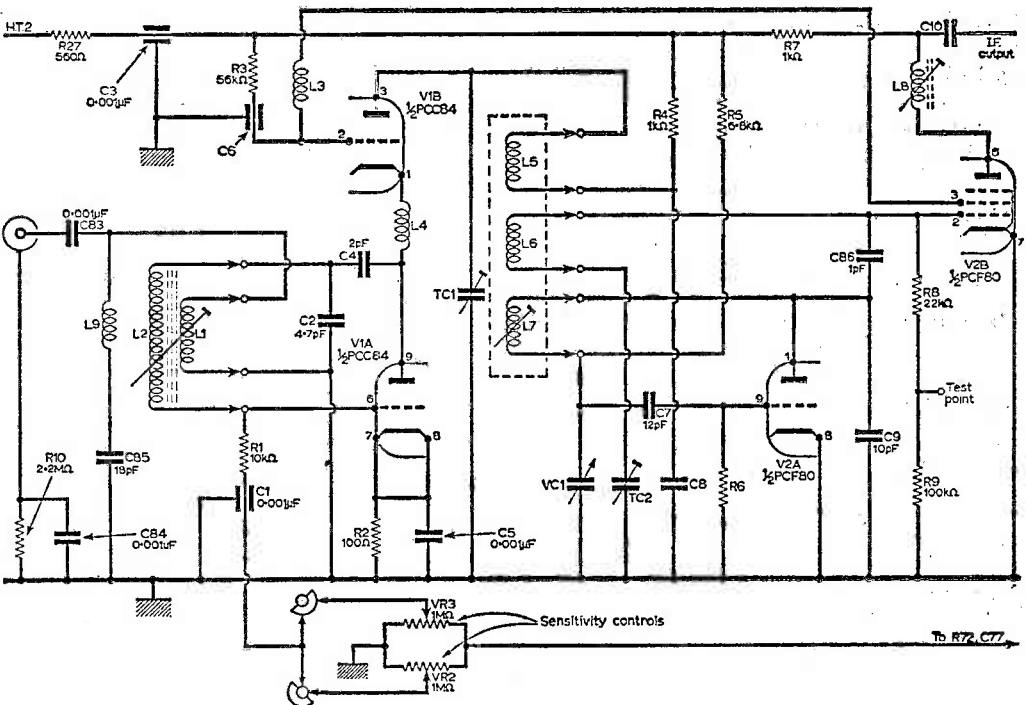 HT2
R27
560Ω
C3
0·001μF
R3
56kΩ
C6
L3
3
V1B
½PCC84
2
1
L4
R7
1kΩ
C10
I.F.
output
L8
R4
1kΩ
R5
6·8kΩ
6
3
2
7
V2B
½PCF80
0·001μF
C83
L9
L2
L1
2pF
C4
C2
4·7pF
V1A
½PCC84
9
6
7
8
TC1
L5
L6
L7
C86
1pF
R8
22kΩ
Test
point
1
9
8
C7
12pF
V2A
½PCF80
C9
10pF
R9
100kΩ
R10
2·2MΩ
C85
18pF
R1
10kΩ
C1
0·001μF
C84
0·001μF
R2
100Ω
C5
0·001μF
VC1
TC2
C8
R6
VR3
1MΩ
Sensitivity controls
VR2
1MΩ
To R72, C77